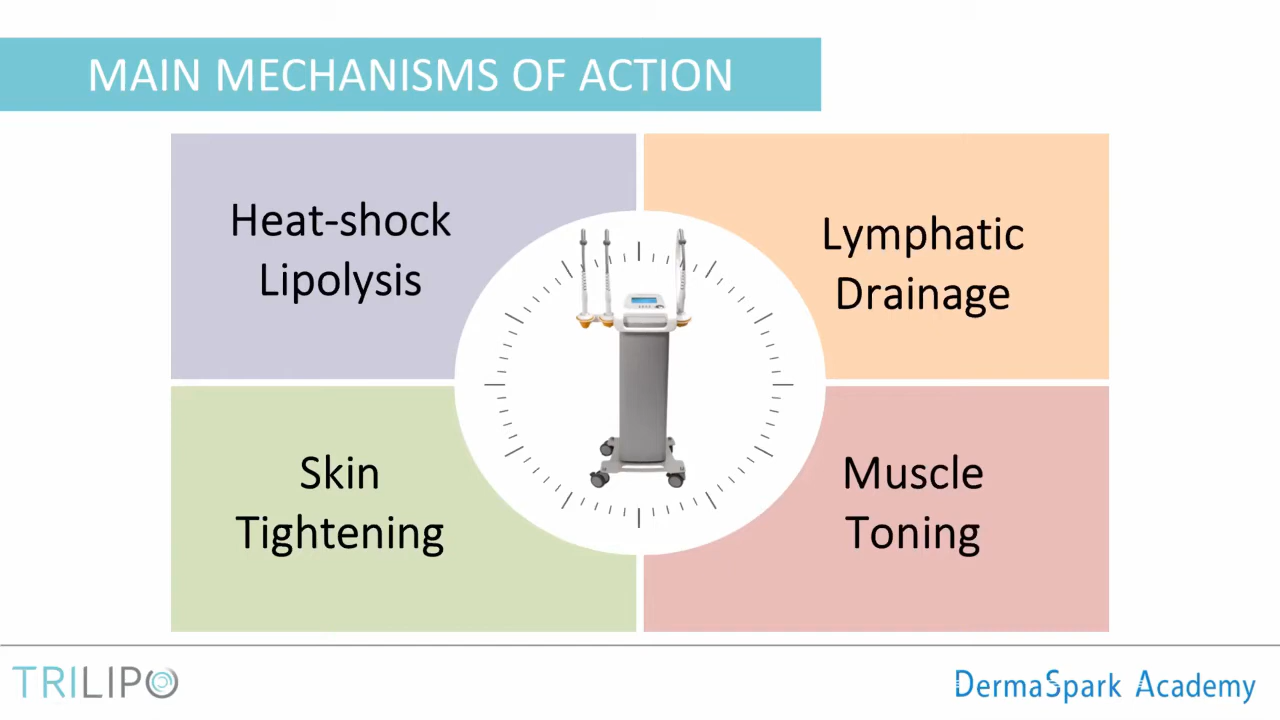 MAIN MECHANISMS OF ACTION
Heat-shock
Lipolysis
Lymphatic
Drainage
Skin
Tightening
Muscle
Toning
TRILIPO
DermaSpark Academy